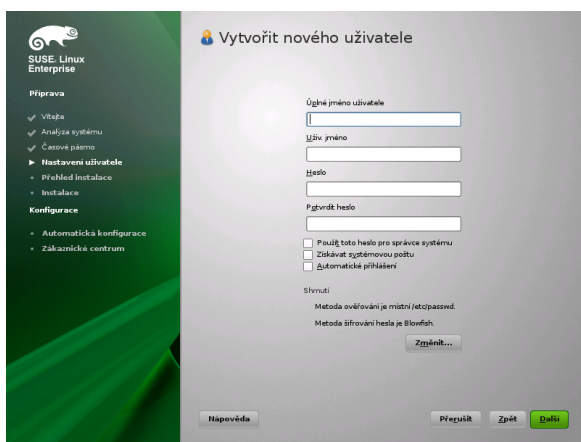 SUSE. Linux
Enterprise
Příprava
Vítejte
Analýza systému
Časové pásmo
Nastavení uživatele
Přehled instalace
Instalace
Konfigurace
Automatická konfigurace
Zákaznické centrum
Vytvořit nového uživatele
Úplné jméno uživatele
Uživ. jméno
Heslo
Potvrdit heslo
Použít toto heslo pro správce systému
Získávat systémovou poštu
Automatické přihlášení
Shrnutí
Metoda ověřování je místní /etc/passwd.
Metoda šifrování hesla je Blowfish.
Změnit...
Nápověda
Přerušit
Zpět
Další